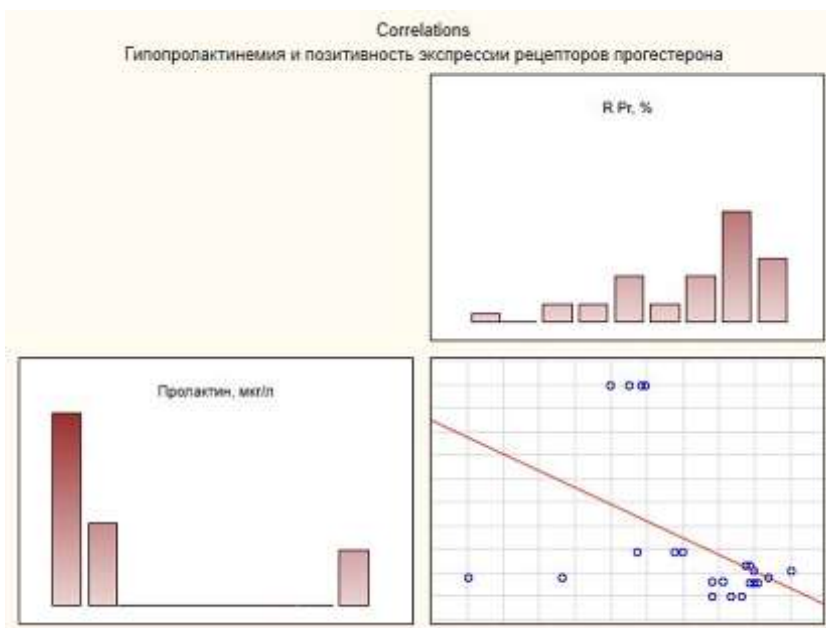 Correlations
Гипопролактинемия и позитивность экспрессии рецепторов прогестерона
R Pr, %
Пролактин, мкг/л